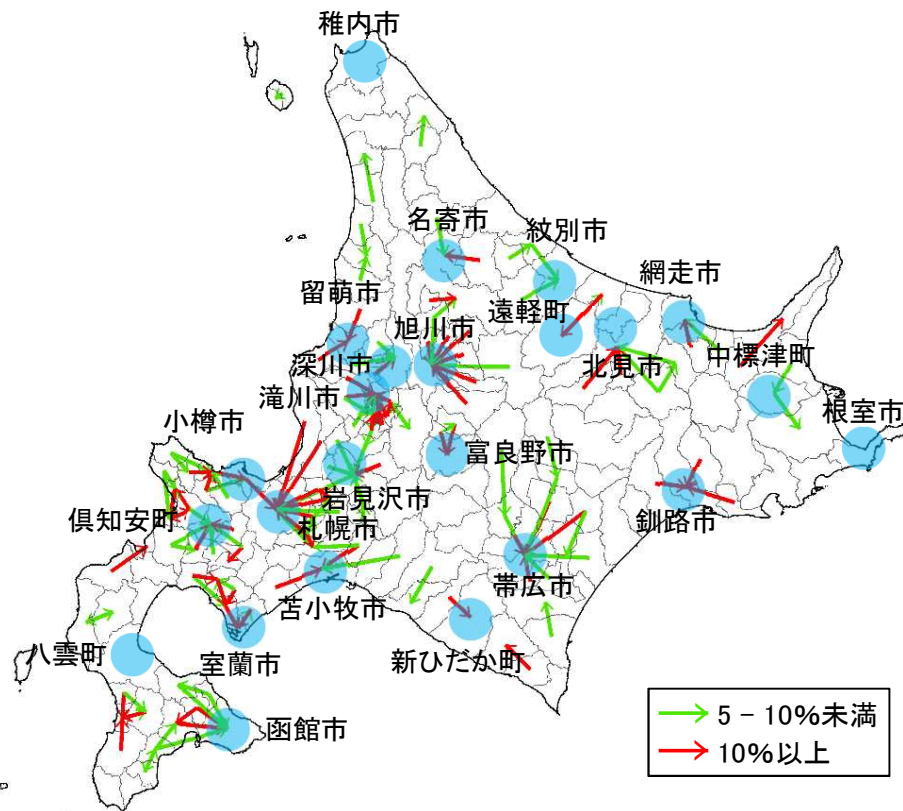 稚内市
名寄市
紋別市
網走市
留萌市
旭川市
遠軽町
深川市
北見市
中標津町
滝川市
根室市
小樽市
富良野市
岩見沢市
倶知安町
札幌市
釧路市
苫小牧市
帯広市
八雲町
室蘭市
新ひだか町
函館市
5 - 10%未満
10%以上